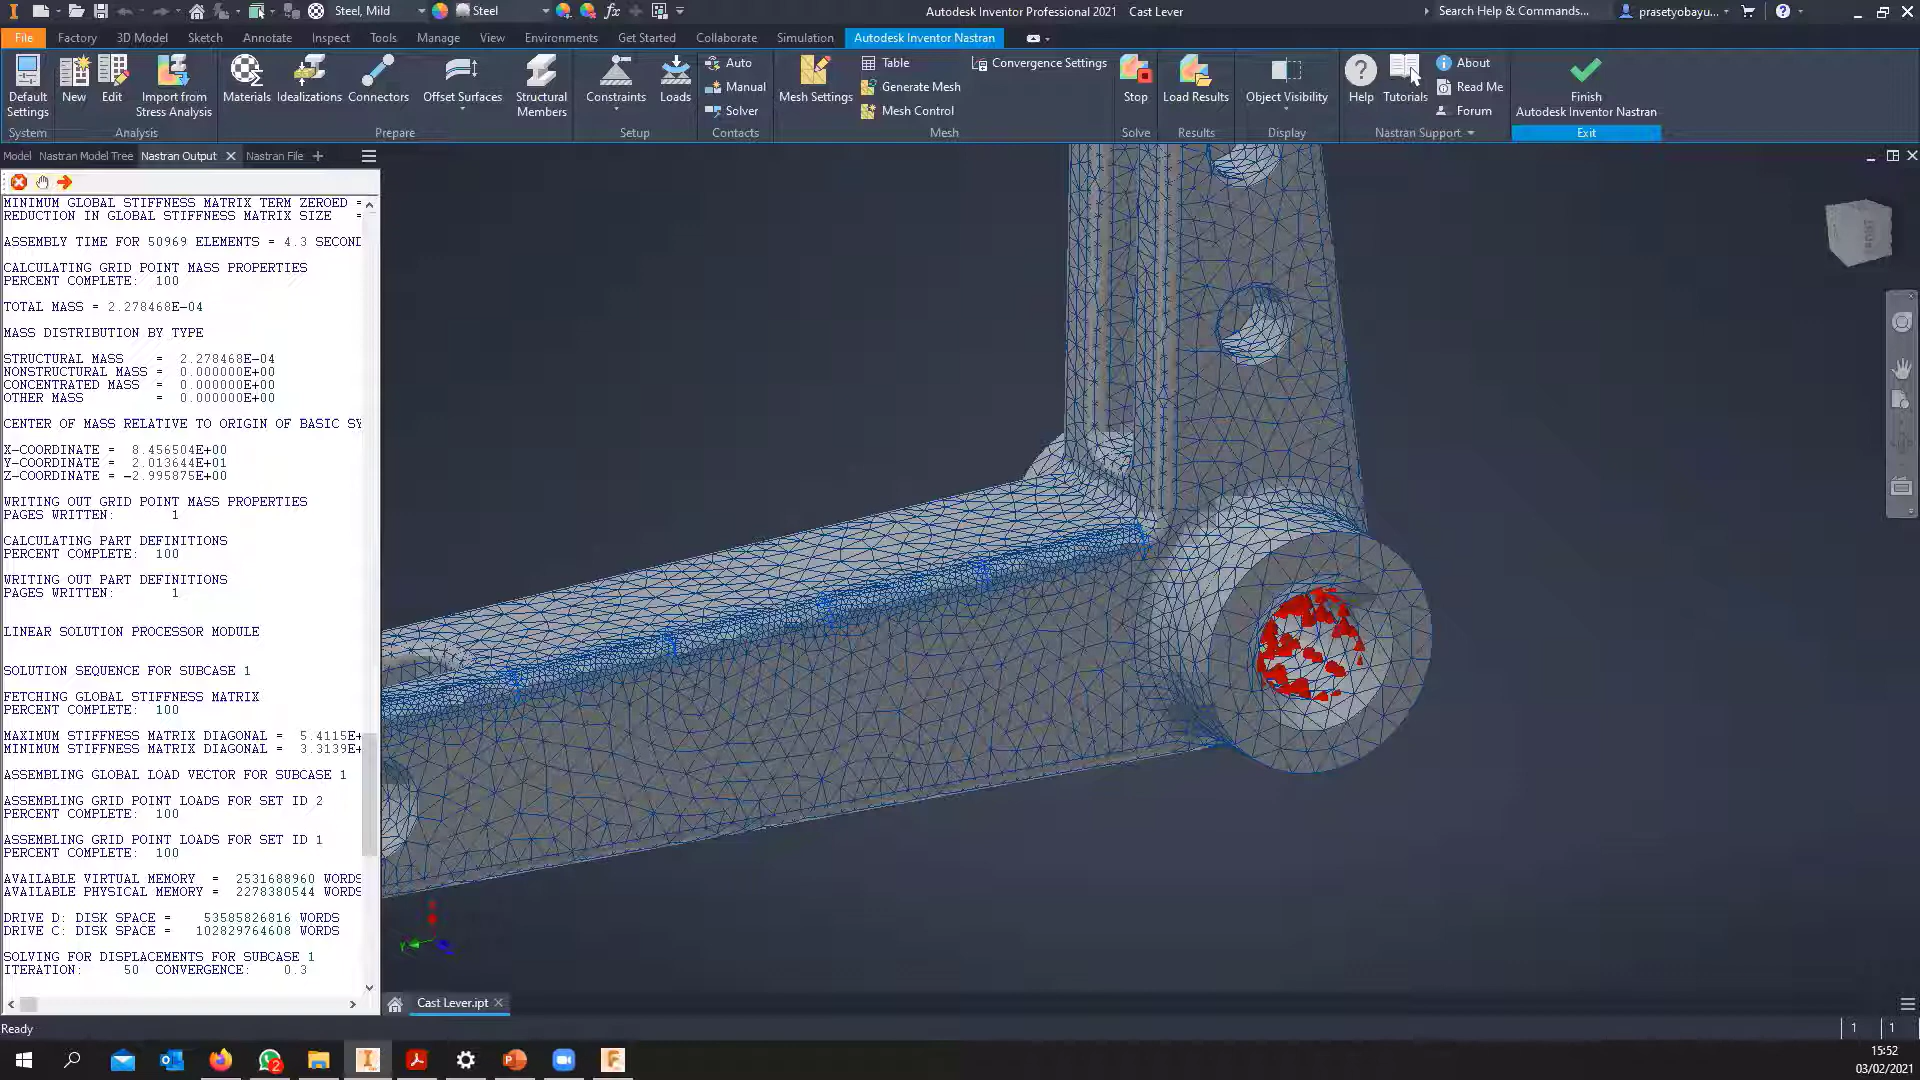 Steel, Mild
Steel
fx
Autodesk Inventor Professional 2021 Cast Lever
Search Help & Commands...
prasetyobayu...
File
Factory
3D Model
Sketch
Annotate
Inspect
Tools
Manage
View
Environments
Get Started
Collaborate
Simulation
Autodesk Inventor Nastran
Default Settings
New
Edit
Import from Stress Analysis
Materials
Idealizations
Connectors
Offset Surfaces
Structural Members
Constraints
Loads
Auto
Manual
Solver
Mesh Settings
Table
Generate Mesh
Mesh Control
Convergence Settings
Stop
Load Results
Object Visibility
Help
Tutorials
About
Read Me
Forum
Finish
Autodesk Inventor Nastran
System
Analysis
Prepare
Setup
Contacts
Mesh
Solve
Results
Display
Nastran Support
Exit
Model
Nastran Model Tree
Nastran Output
Nastran File
MINIMUM GLOBAL STIFFNESS MATRIX TERM ZEROED =
REDUCTION IN GLOBAL STIFFNESS MATRIX SIZE =
ASSEMBLY TIME FOR 50969 ELEMENTS = 4.3 SECOND
CALCULATING GRID POINT MASS PROPERTIES
PERCENT COMPLETE: 100
TOTAL MASS = 2.278468E-04
MASS DISTRIBUTION BY TYPE
STRUCTURAL MASS = 2.278468E-04
NONSTRUCTURAL MASS = 0.000000E+00
CONCENTRATED MASS = 0.000000E+00
OTHER MASS = 0.000000E+00
CENTER OF MASS RELATIVE TO ORIGIN OF BASIC SY
X-COORDINATE = 8.456504E+00
Y-COORDINATE = 2.013644E+01
Z-COORDINATE = -2.995875E+00
WRITING OUT GRID POINT MASS PROPERTIES
PAGES WRITTEN: 1
CALCULATING PART DEFINITIONS
PERCENT COMPLETE: 100
WRITING OUT PART DEFINITIONS
PAGES WRITTEN: 1
LINEAR SOLUTION PROCESSOR MODULE
SOLUTION SEQUENCE FOR SUBCASE 1
FETCHING GLOBAL STIFFNESS MATRIX
PERCENT COMPLETE: 100
MAXIMUM STIFFNESS MATRIX DIAGONAL = 5.4115E+
MINIMUM STIFFNESS MATRIX DIAGONAL = 3.3139E+
ASSEMBLING GLOBAL LOAD VECTOR FOR SUBCASE 1
ASSEMBLING GRID POINT LOADS FOR SET ID 2
PERCENT COMPLETE: 100
ASSEMBLING GRID POINT LOADS FOR SET ID 1
PERCENT COMPLETE: 100
AVAILABLE VIRTUAL MEMORY = 2531688960 WORDS
AVAILABLE PHYSICAL MEMORY = 2278380544 WORDS
DRIVE D: DISK SPACE = 53585826816 WORDS
DRIVE C: DISK SPACE = 102829764608 WORDS
SOLVING FOR DISPLACEMENTS FOR SUBCASE 1
ITERATION: 50 CONVERGENCE: 0.3
Cast Lever.ipt
Ready
1
1
2
15:52
03/02/2021